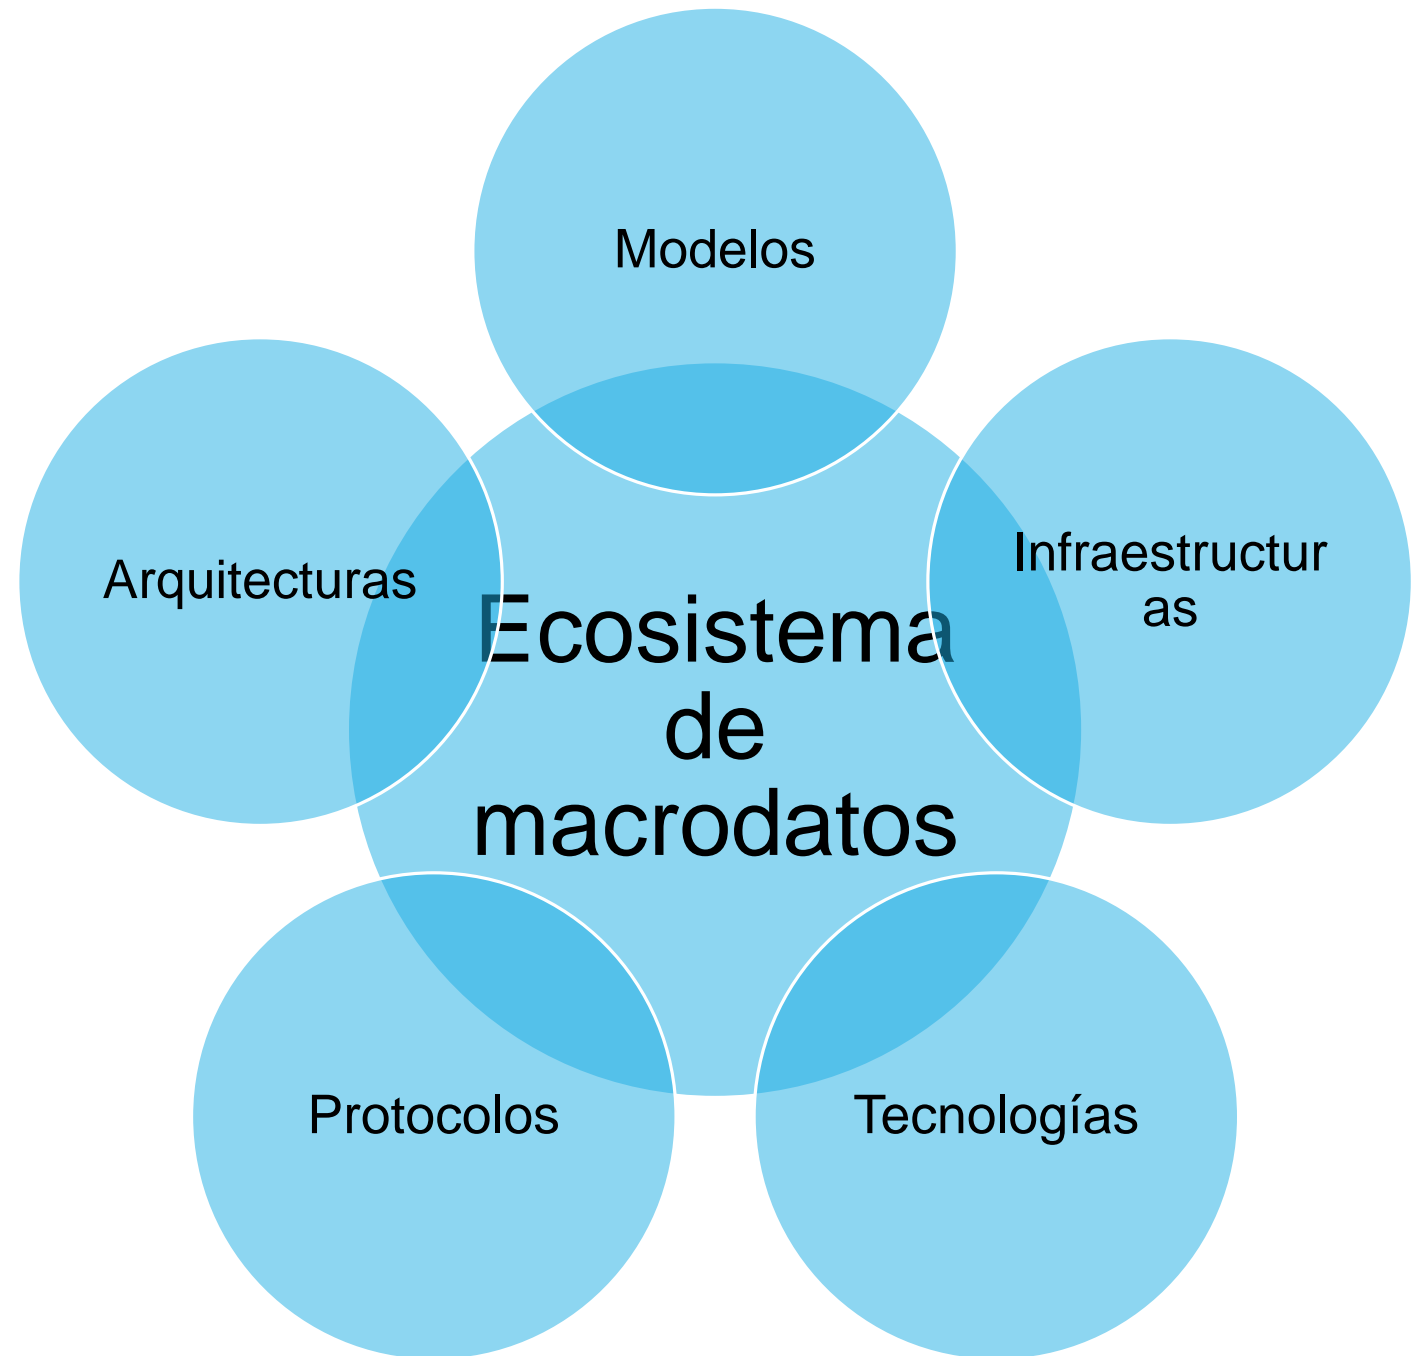 Modelos
Infraestructur
as
Arquitecturas
Ecosistema
de
macrodatos
Protocolos
Tecnologías